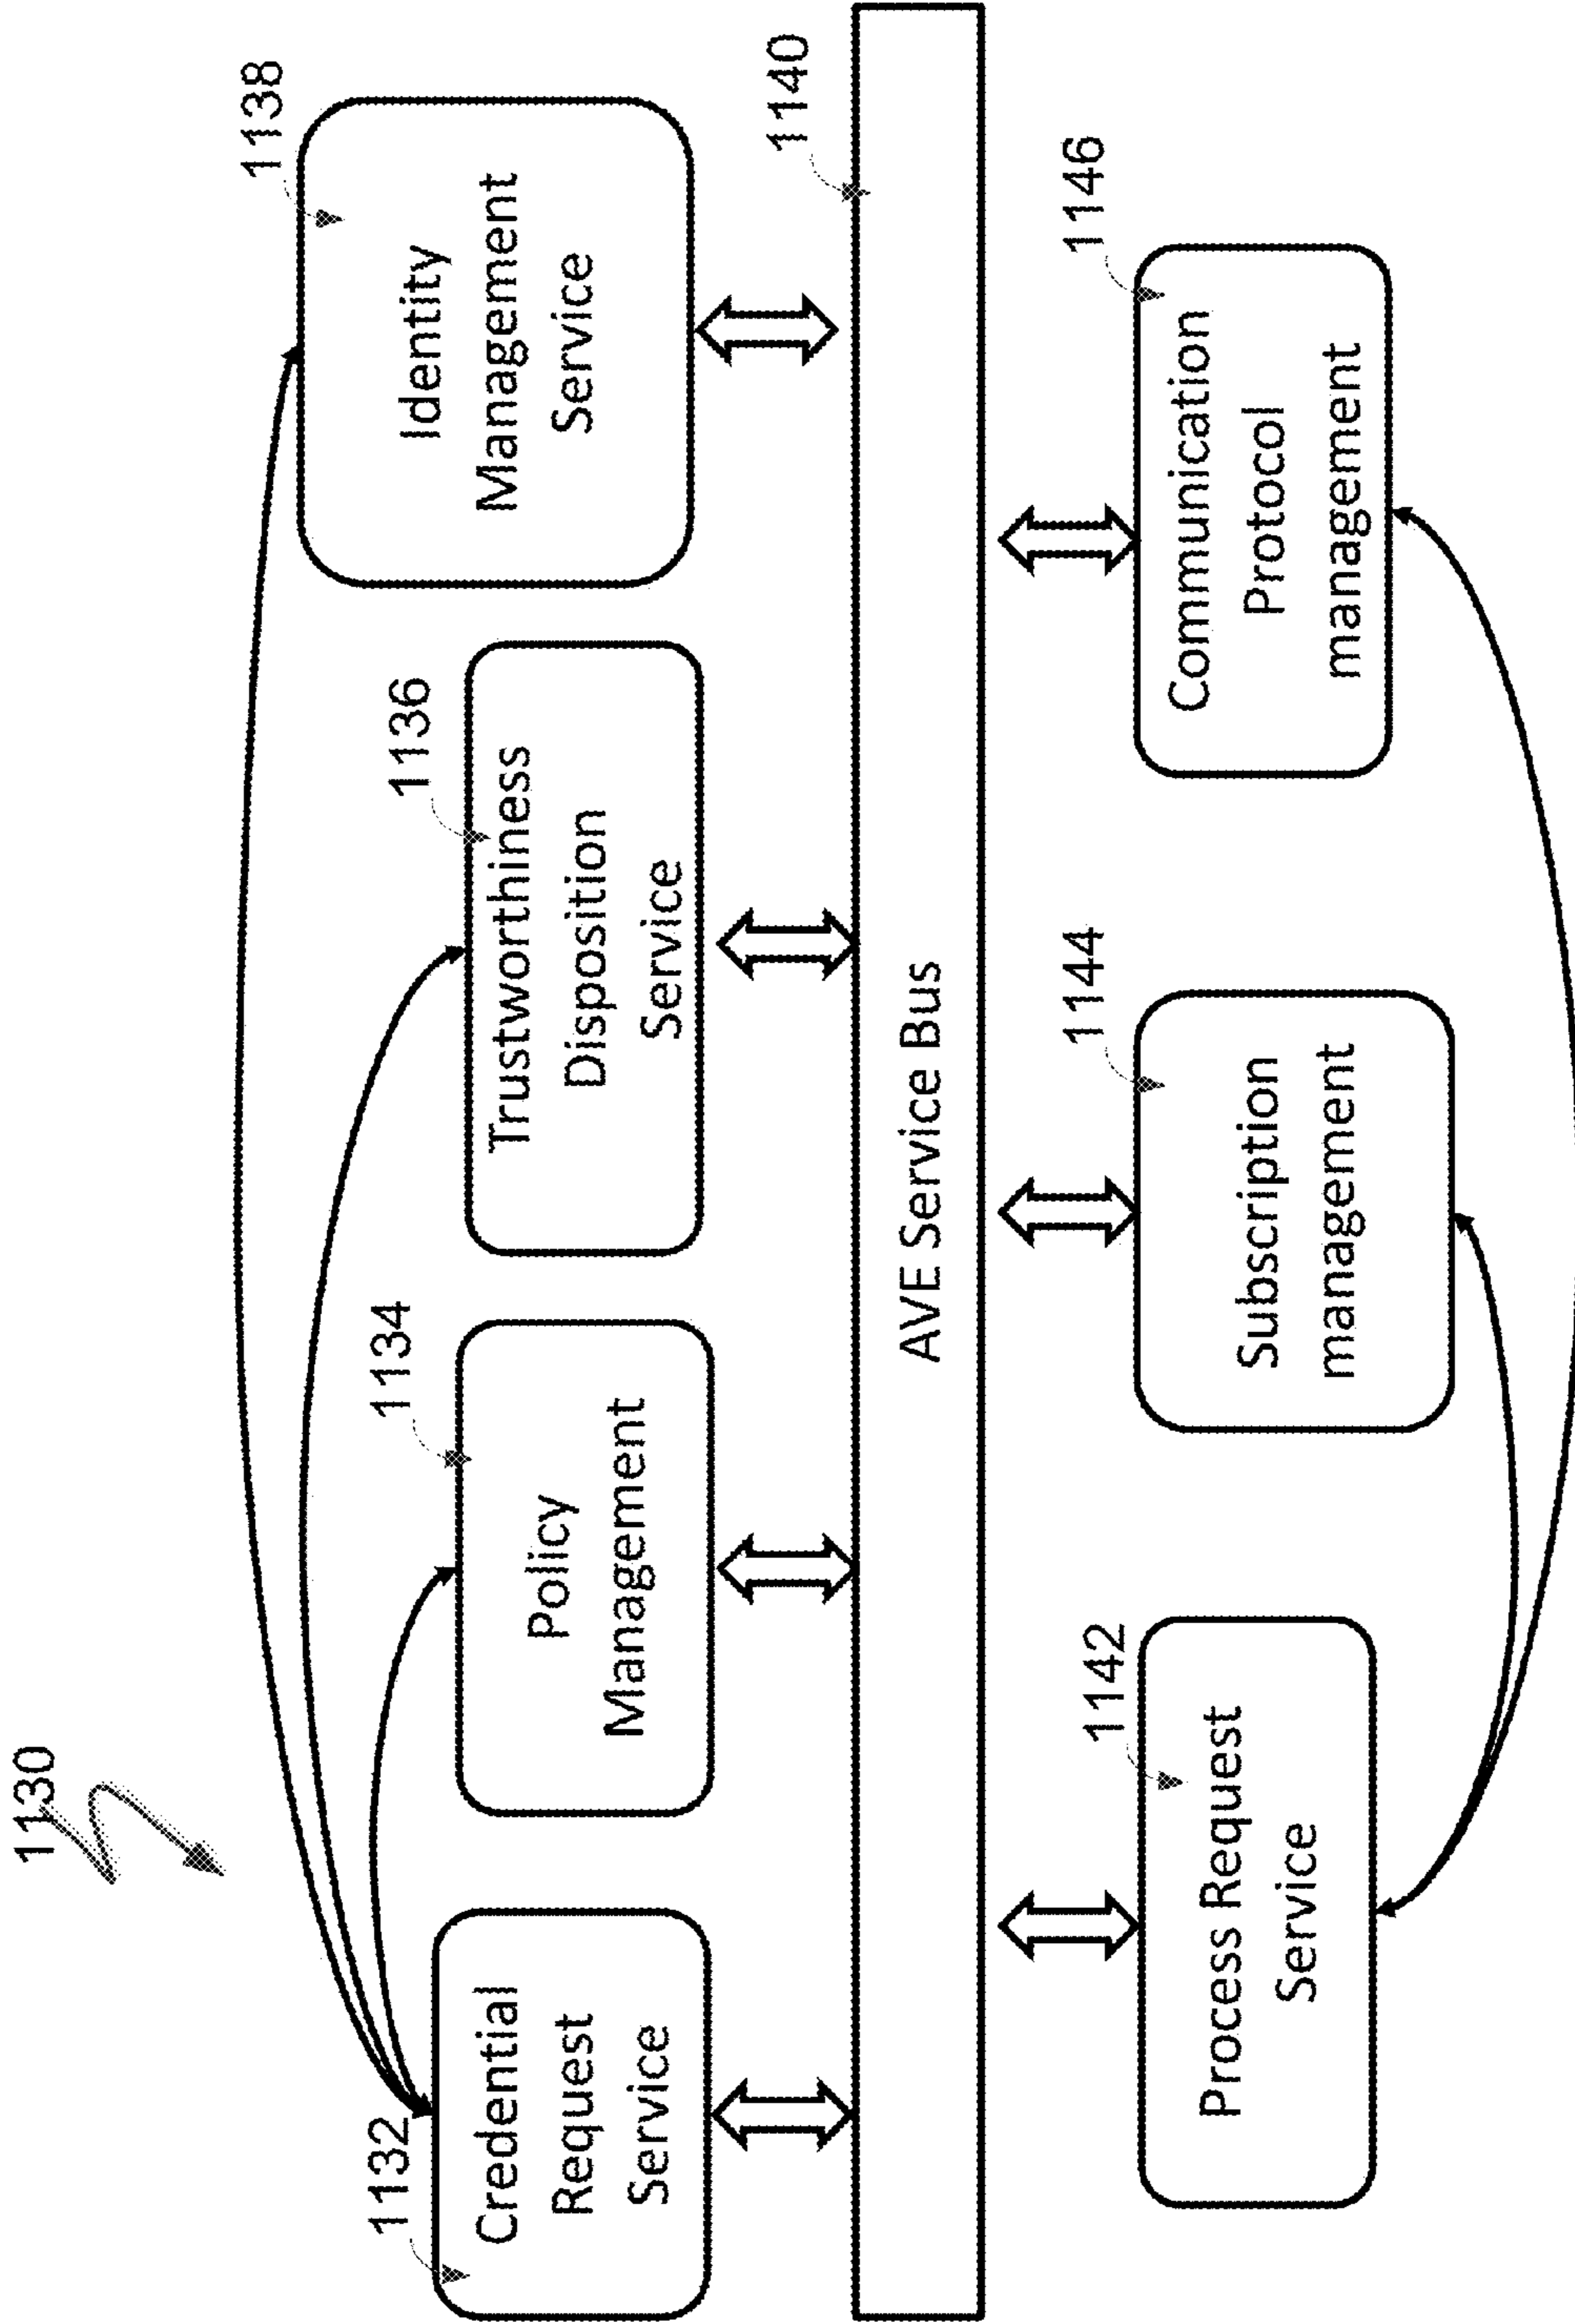 1130
1132
Credential
Request
Service
1134
Policy
Management
1136
Trustworthiness
Disposition
Service
1138
Identity
Management
Service
1140
AVE Service Bus
1142
Process Request
Service
1144
Subscription
management
1146
Communication
Protocol
management